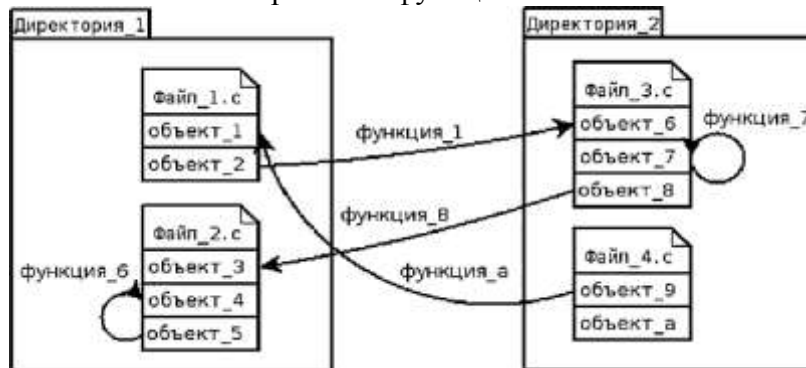 Директория_1
Директория_2
Файл_1.c
объект_1
объект_2
функция_1
Файл_3.c
объект_6
объект_7
объект_8
функция_7
Файл_2.c
объект_3
объект_4
объект_5
функция_6
функция_8
функция_a
Файл_4.c
объект_9
объект_a